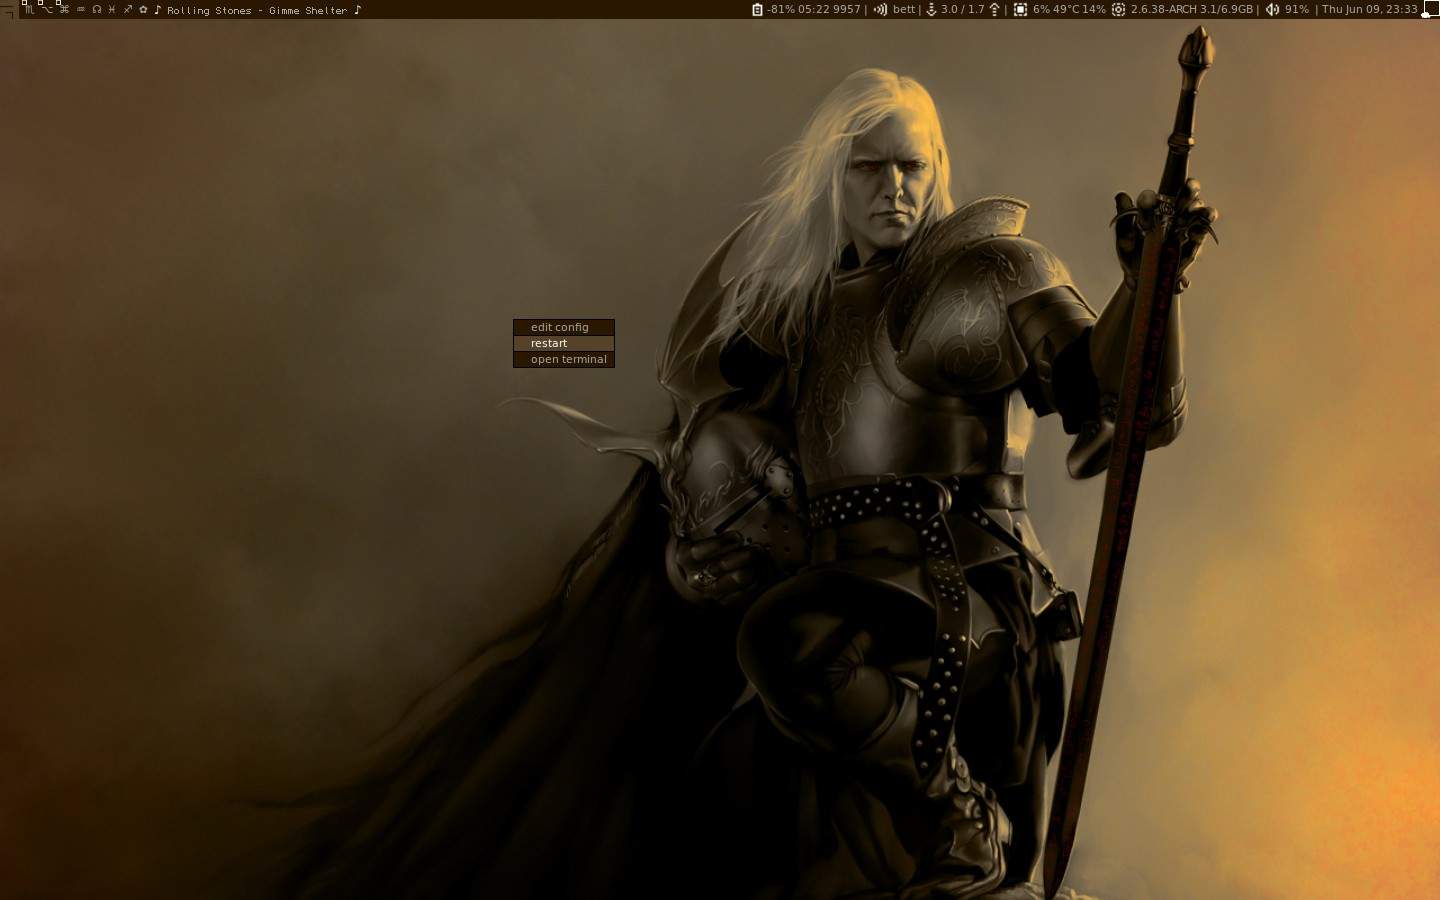 ♏ ⌥ ⌘ ♒ ☊ ♓ ♐ ✿ ♪ Rolling Stones - Gimme Shelter ♪
-81% 05:22 9957 | bett | 3.0 / 1.7 | 6% 49°C 14% 2.6.38-ARCH 3.1/6.9GB | 91% | Thu Jun 09, 23:33
edit config
restart
open terminal